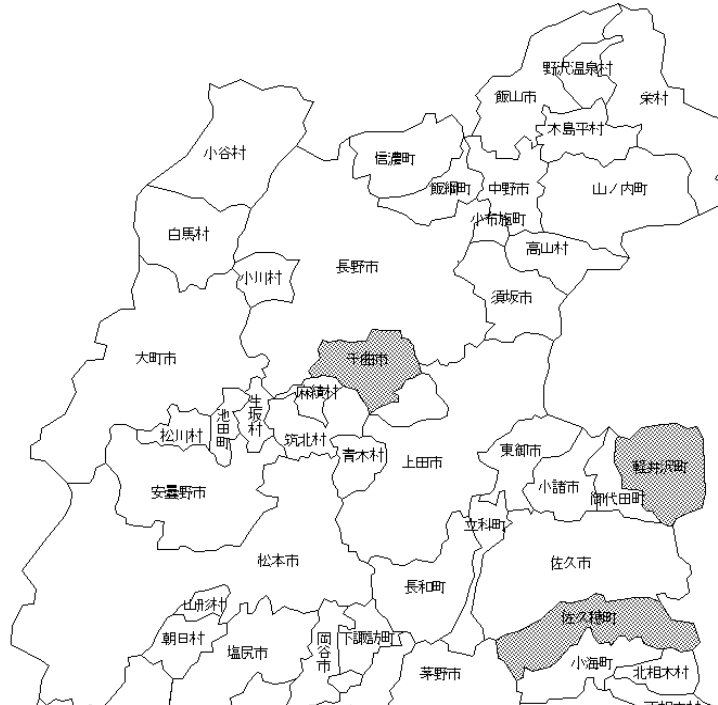 野沢温泉村
飯山市
栄村
木島平村
小谷村
信濃町
飯綱町
中野市
山ノ内町
小布施町
白馬村
高山村
長野市
小川村
須坂市
大町市
千曲市
麻績村
生坂村
池田町
松川村
筑北村
青木村
上田市
東御市
軽井沢町
小諸市
御代田町
安曇野市
立科町
松本市
佐久市
長和町
山形村
佐久穂町
朝日村
塩尻市
岡谷市
下諏訪町
茅野市
小海町
北相木村
南相木村